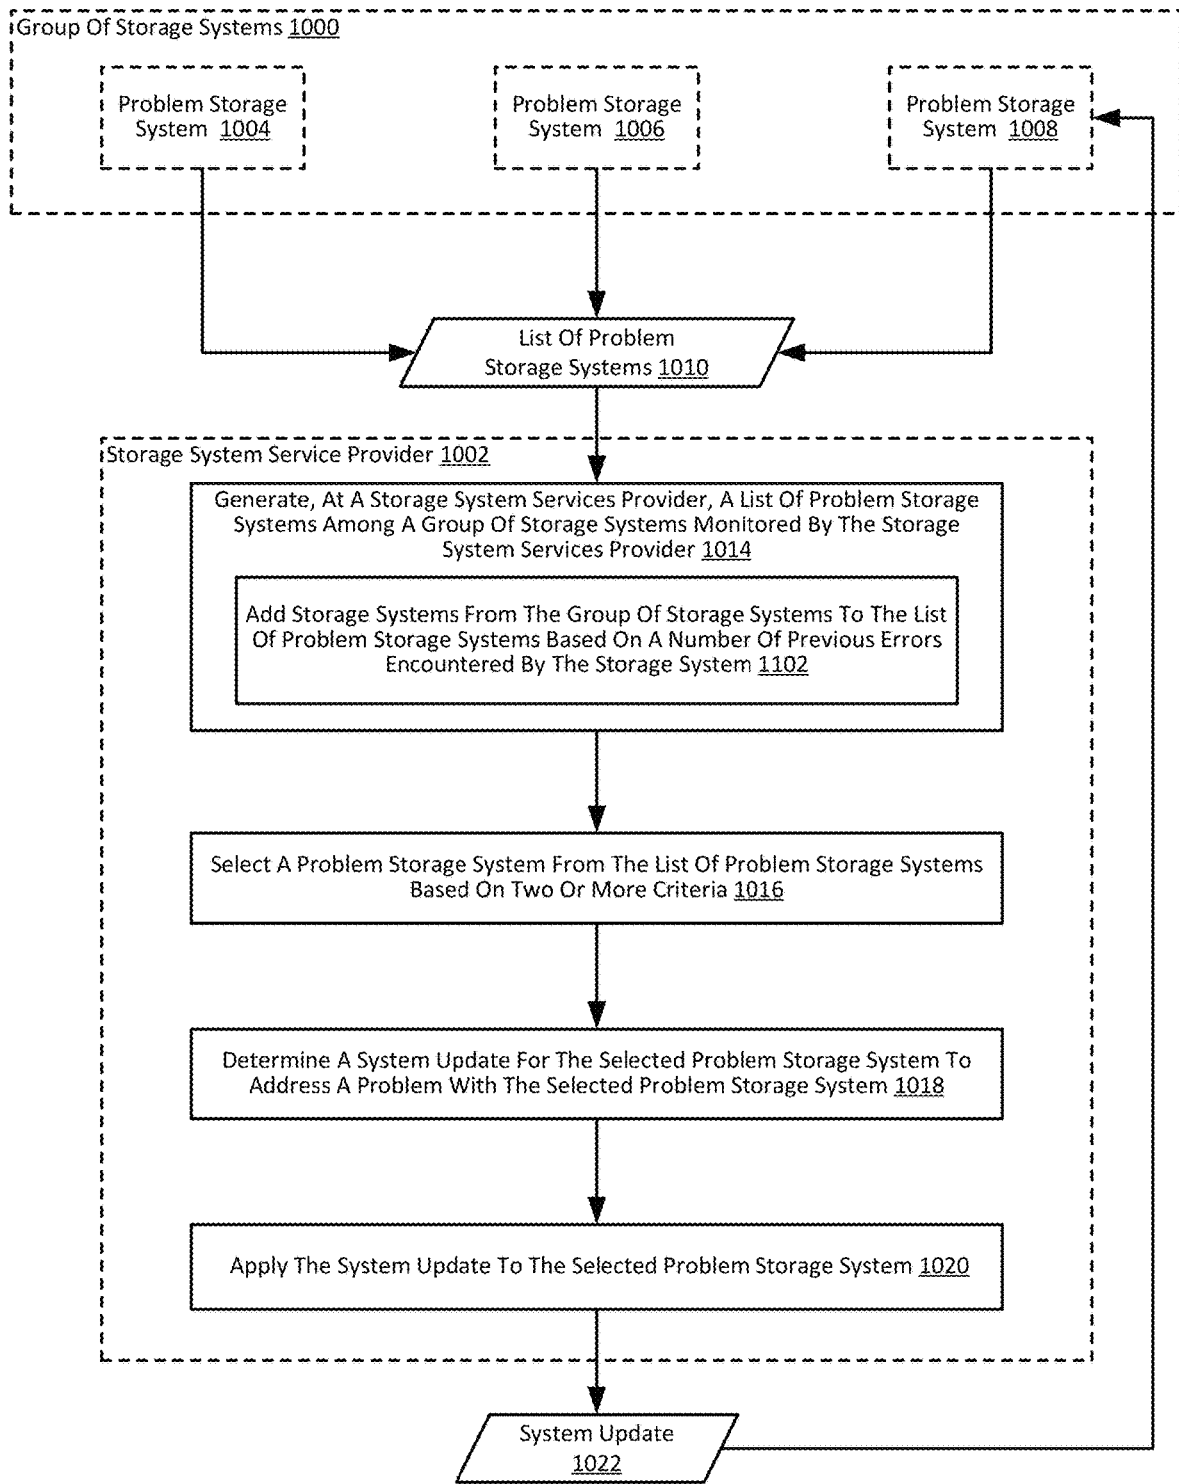 Group Of Storage Systems 1000
Problem Storage
System 1004
Problem Storage
System 1006
Problem Storage
System 1008
List Of Problem
Storage Systems 1010
Storage System Service Provider 1002
Generate, At A Storage System Services Provider, A List Of Problem Storage
Systems Among A Group Of Storage Systems Monitored By The Storage
System Services Provider 1014
Add Storage Systems From The Group Of Storage Systems To The List
Of Problem Storage Systems Based On A Number Of Previous Errors
Encountered By The Storage System 1102
Select A Problem Storage System From The List Of Problem Storage Systems
Based On Two Or More Criteria 1016
Determine A System Update For The Selected Problem Storage System To
Address A Problem With The Selected Problem Storage System 1018
Apply The System Update To The Selected Problem Storage System 1020
System Update
1022